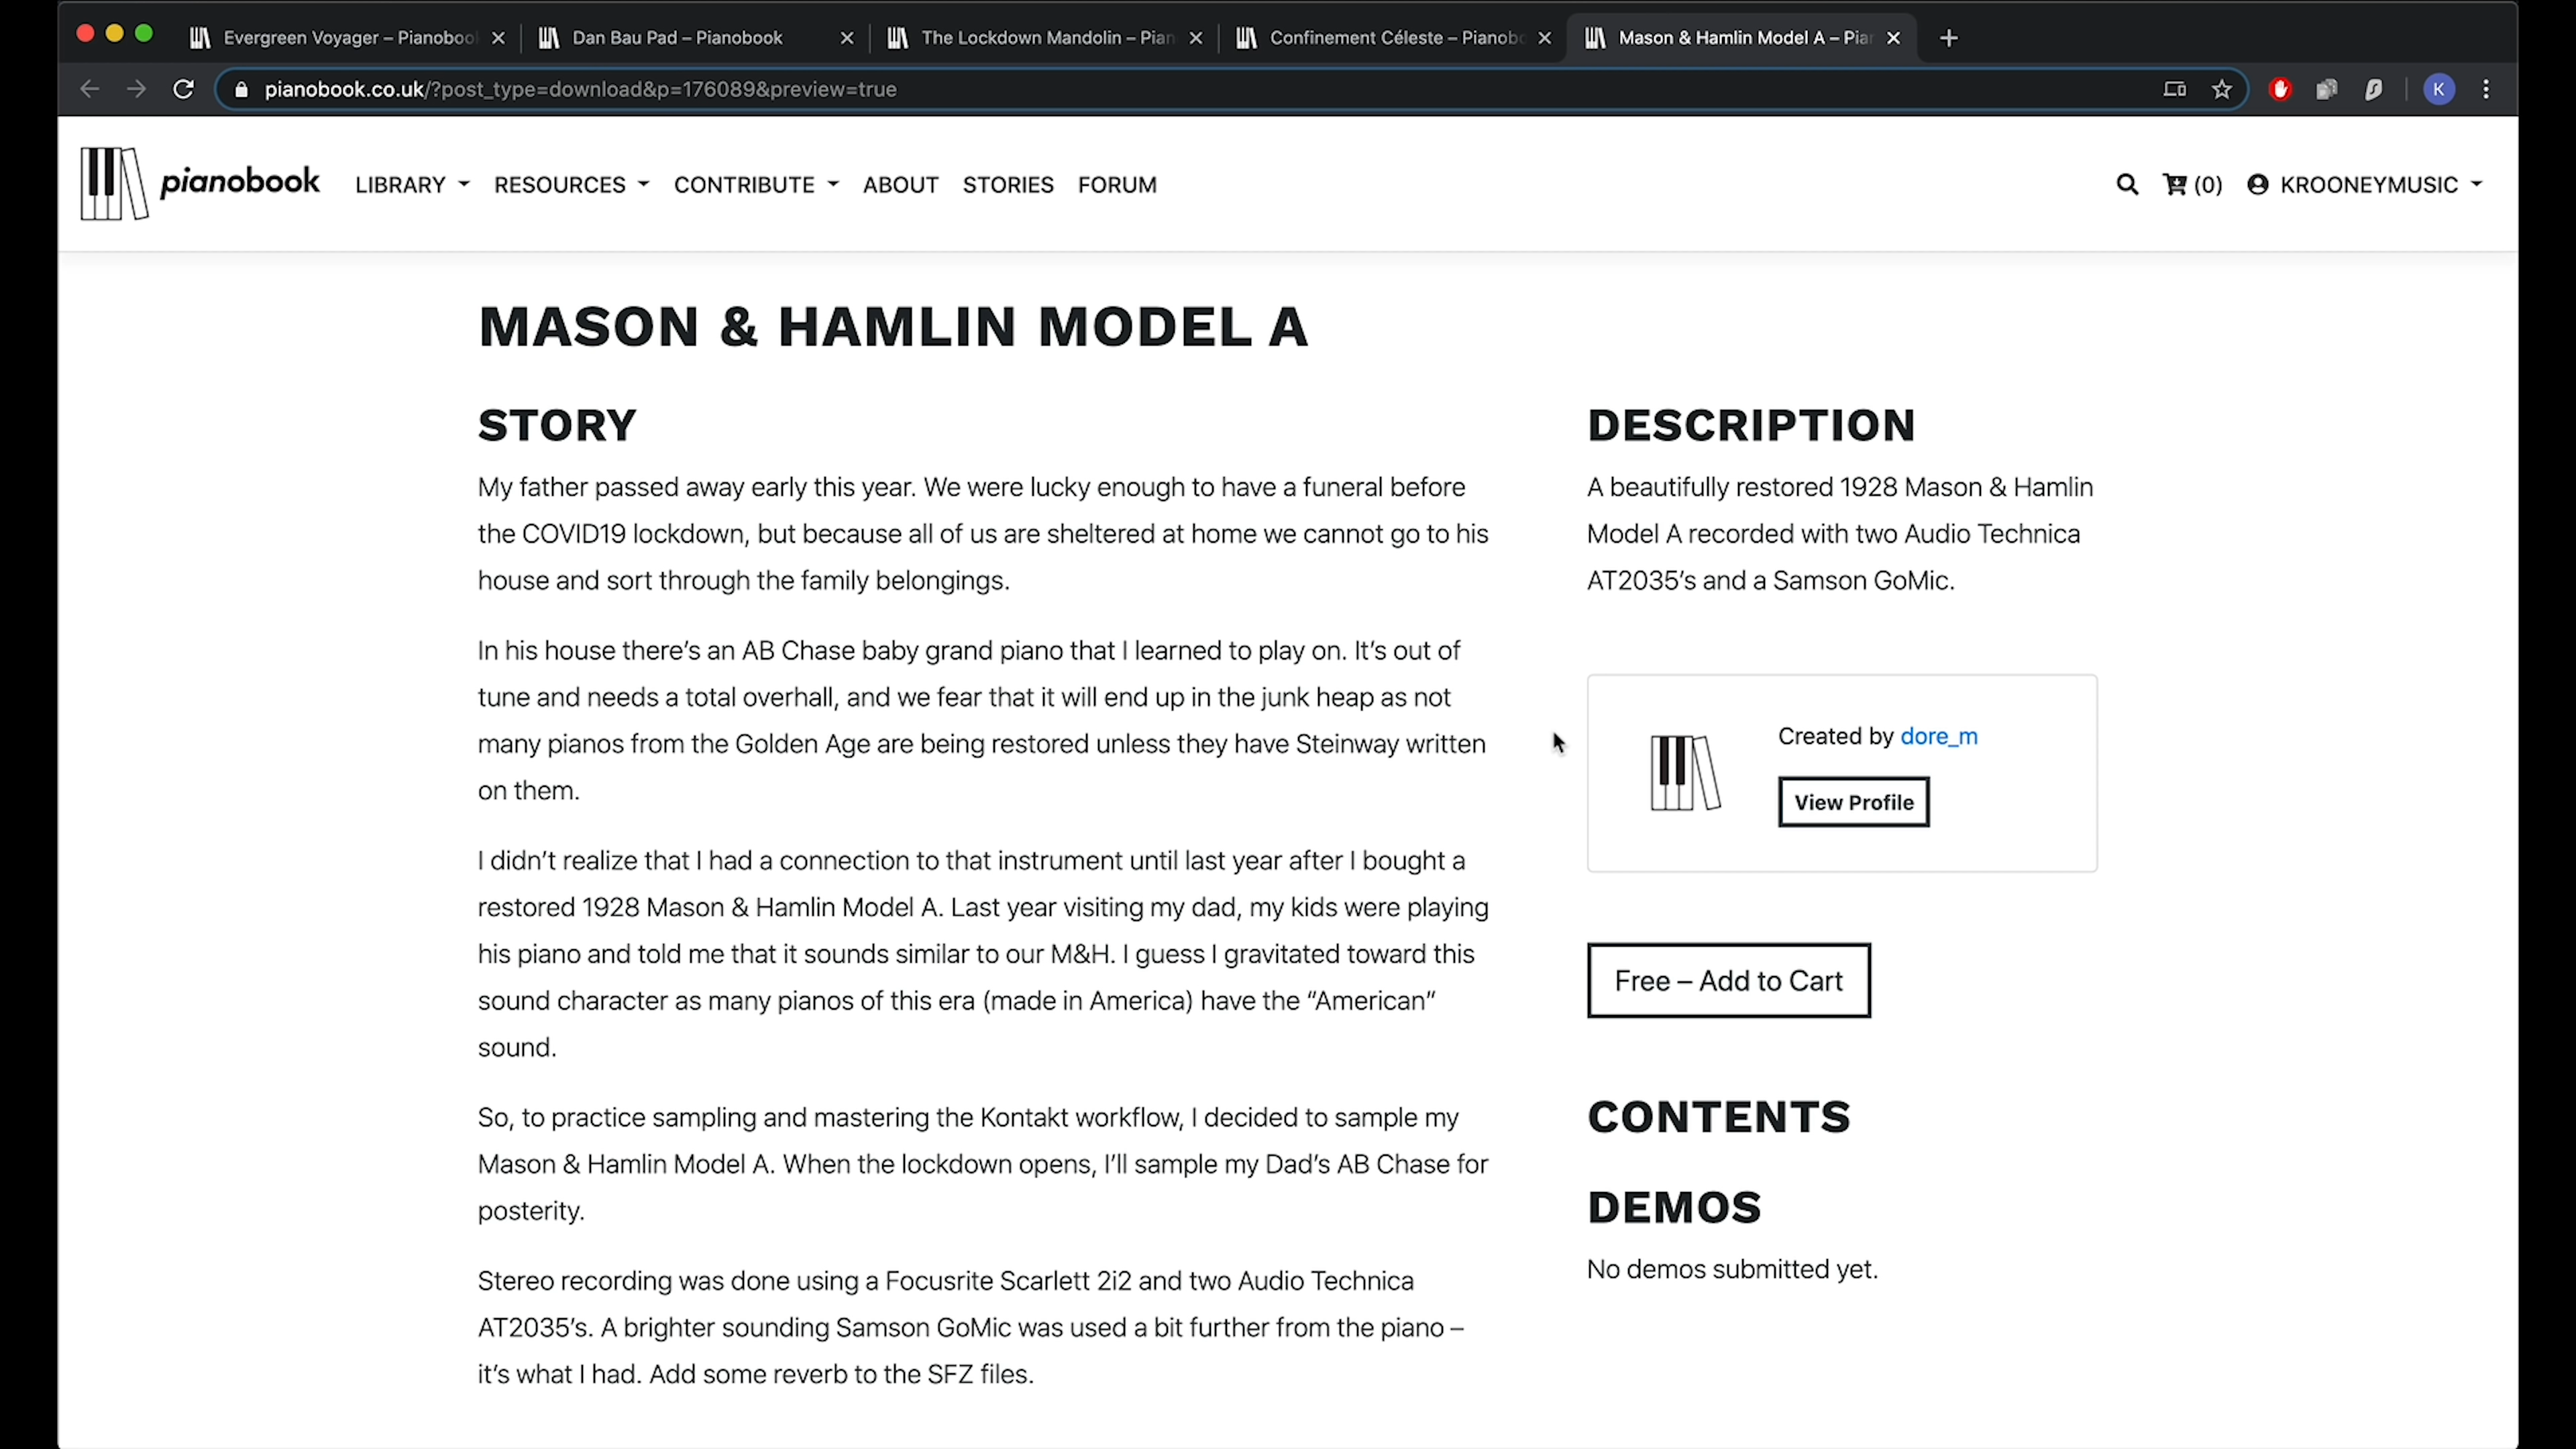 Evergreen Voyager – Pianoboo
Dan Bau Pad – Pianobook
The Lockdown Mandolin – Pian
Confinement Céleste – Pianobo
Mason & Hamlin Model A – Pia
pianobook.co.uk/?post_type=download&p=176089&preview=true
K
pianobook
LIBRARY
RESOURCES
CONTRIBUTE
ABOUT
STORIES
FORUM
(0)
KROONEYMUSIC
MASON & HAMLIN MODEL A
STORY
My father passed away early this year. We were lucky enough to have a funeral before
the COVID19 lockdown, but because all of us are sheltered at home we cannot go to his
house and sort through the family belongings.
In his house there’s an AB Chase baby grand piano that I learned to play on. It’s out of
tune and needs a total overhall, and we fear that it will end up in the junk heap as not
many pianos from the Golden Age are being restored unless they have Steinway written
on them.
I didn’t realize that I had a connection to that instrument until last year after I bought a
restored 1928 Mason & Hamlin Model A. Last year visiting my dad, my kids were playing
his piano and told me that it sounds similar to our M&H. I guess I gravitated toward this
sound character as many pianos of this era (made in America) have the “American”
sound.
So, to practice sampling and mastering the Kontakt workflow, I decided to sample my
Mason & Hamlin Model A. When the lockdown opens, I’ll sample my Dad’s AB Chase for
posterity.
Stereo recording was done using a Focusrite Scarlett 2i2 and two Audio Technica
AT2035’s. A brighter sounding Samson GoMic was used a bit further from the piano –
it’s what I had. Add some reverb to the SFZ files.
DESCRIPTION
A beautifully restored 1928 Mason & Hamlin
Model A recorded with two Audio Technica
AT2035’s and a Samson GoMic.
Created by dore_m
View Profile
Free – Add to Cart
CONTENTS
DEMOS
No demos submitted yet.